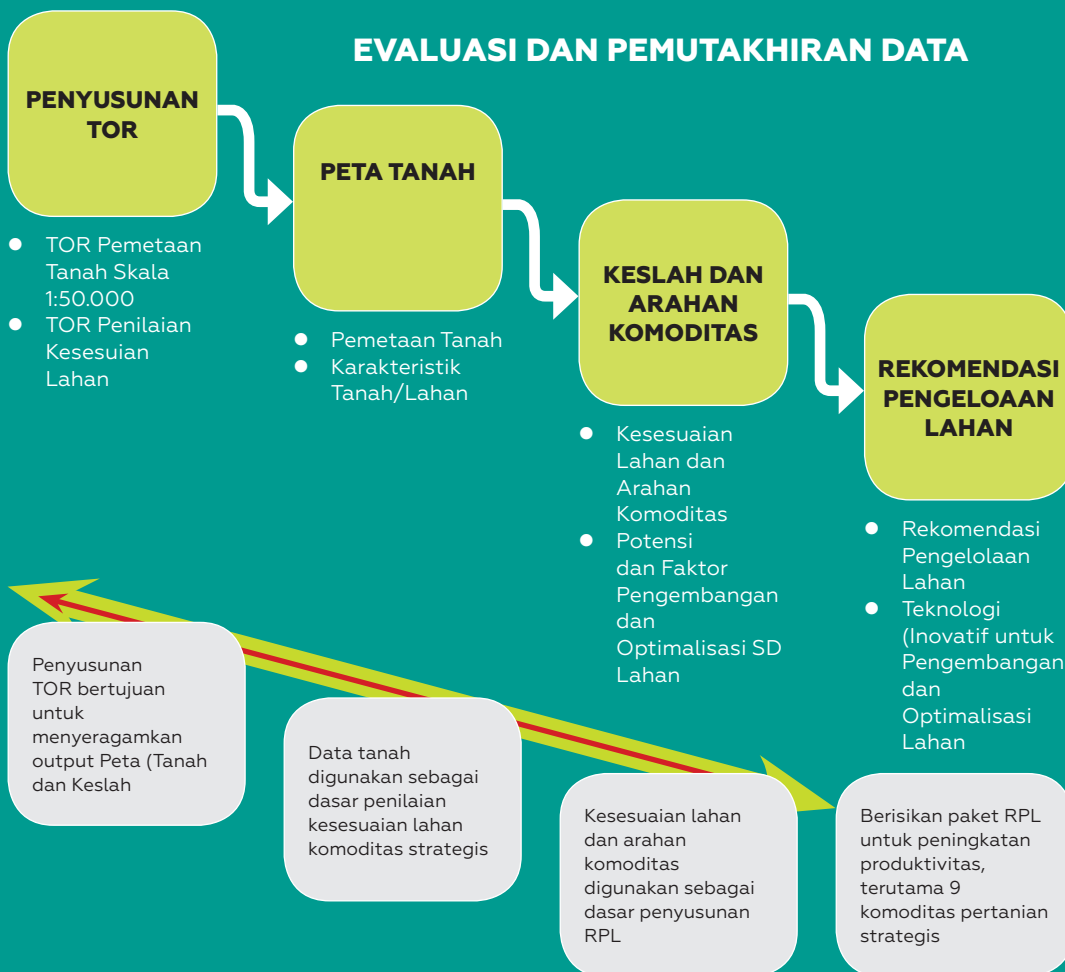 EVALUASI DAN PEMUTAKHIRAN DATA
PENYUSUNAN
TOR
● TOR Pemetaan
Tanah Skala
1:50.000
● TOR Penilaian
Kesesuian
Lahan
PETA TANAH
● Pemetaan Tanah
● Karakteristik
Tanah/Lahan
KESLAH DAN
ARAHAN
KOMODITAS
● Kesesuaian
Lahan dan
Arahan
Komoditas
● Potensi
dan Faktor
Pengembangan
dan
Optimalisasi SD
Lahan
REKOMENDASI
PENGELOAAN
LAHAN
● Rekomendasi
Pengelolaan
Lahan
● Teknologi
(Inovatif untuk
Pengembangan
dan
Optimalisasi
Lahan
Penyusunan
TOR bertujuan
untuk
menyeragamkan
output Peta (Tanah
dan Keslah
Data tanah
digunakan sebagai
dasar penilaian
kesesuaian lahan
komoditas strategis
Kesesuaian lahan
dan arahan
komoditas
digunakan sebagai
dasar penyusunan
RPL
Berisikan paket RPL
untuk peningkatan
produktivitas,
terutama 9
komoditas pertanian
strategis